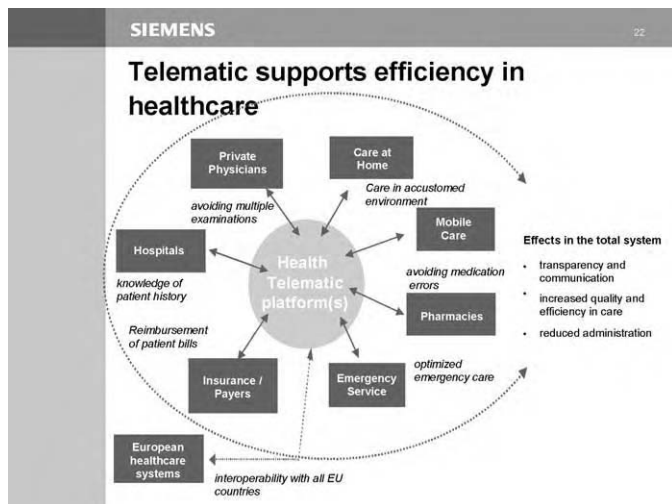 SIEMENS
22
Telematic supports efficiency in
healthcare
Private
Physicians
Care at
Home
avoiding multiple
examinations
Care in accustomed
environment
Hospitals
Mobile
Care
knowledge of
patient history
Health
Telematic
platform(s)
avoiding medication
errors
Reimbursement
of patient bills
Pharmacies
Insurance /
Payers
Emergency
Service
optimized
emergency care
European
healthcare
systems
interoperability with all EU
countries
Effects in the total system
• transparency and
communication
• increased quality and
efficiency in care
• reduced administration